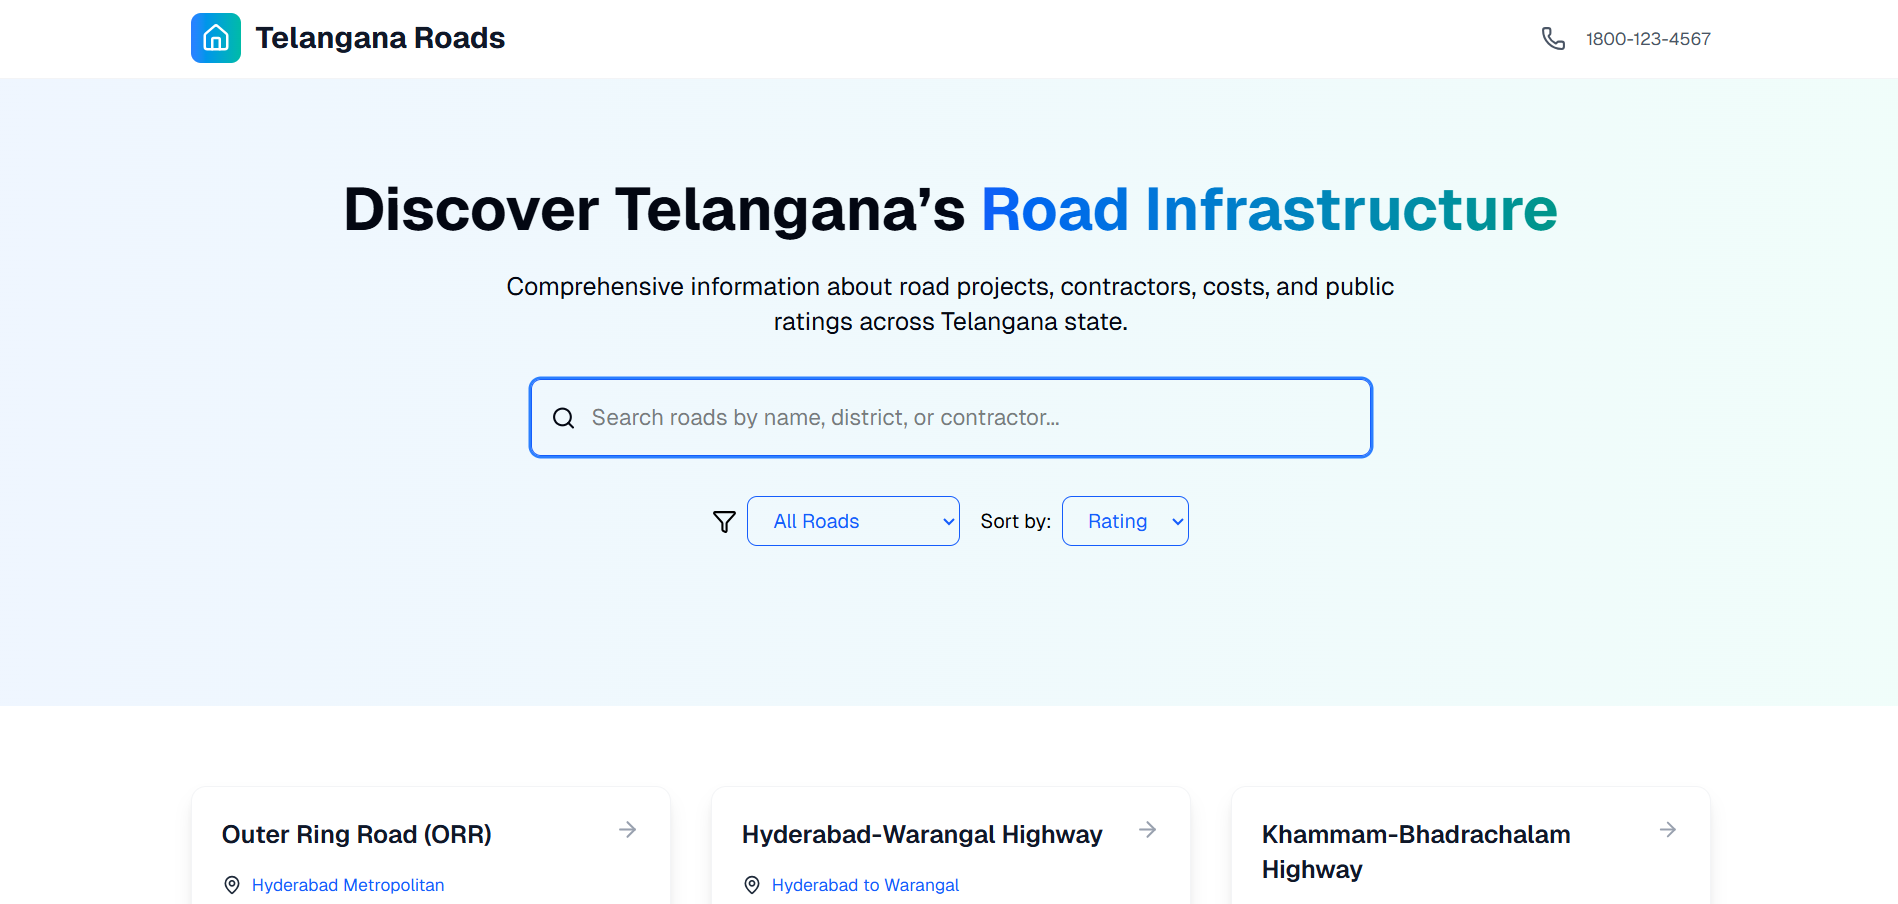 Telangana Roads
1800-123-4567
Discover Telangana’s Road Infrastructure
Comprehensive information about road projects, contractors, costs, and public
ratings across Telangana state.
Search roads by name, district, or contractor...
All Roads
Sort by:
Rating
Outer Ring Road (ORR)
Hyderabad Metropolitan
Hyderabad-Warangal Highway
Hyderabad to Warangal
Khammam-Bhadrachalam
Highway